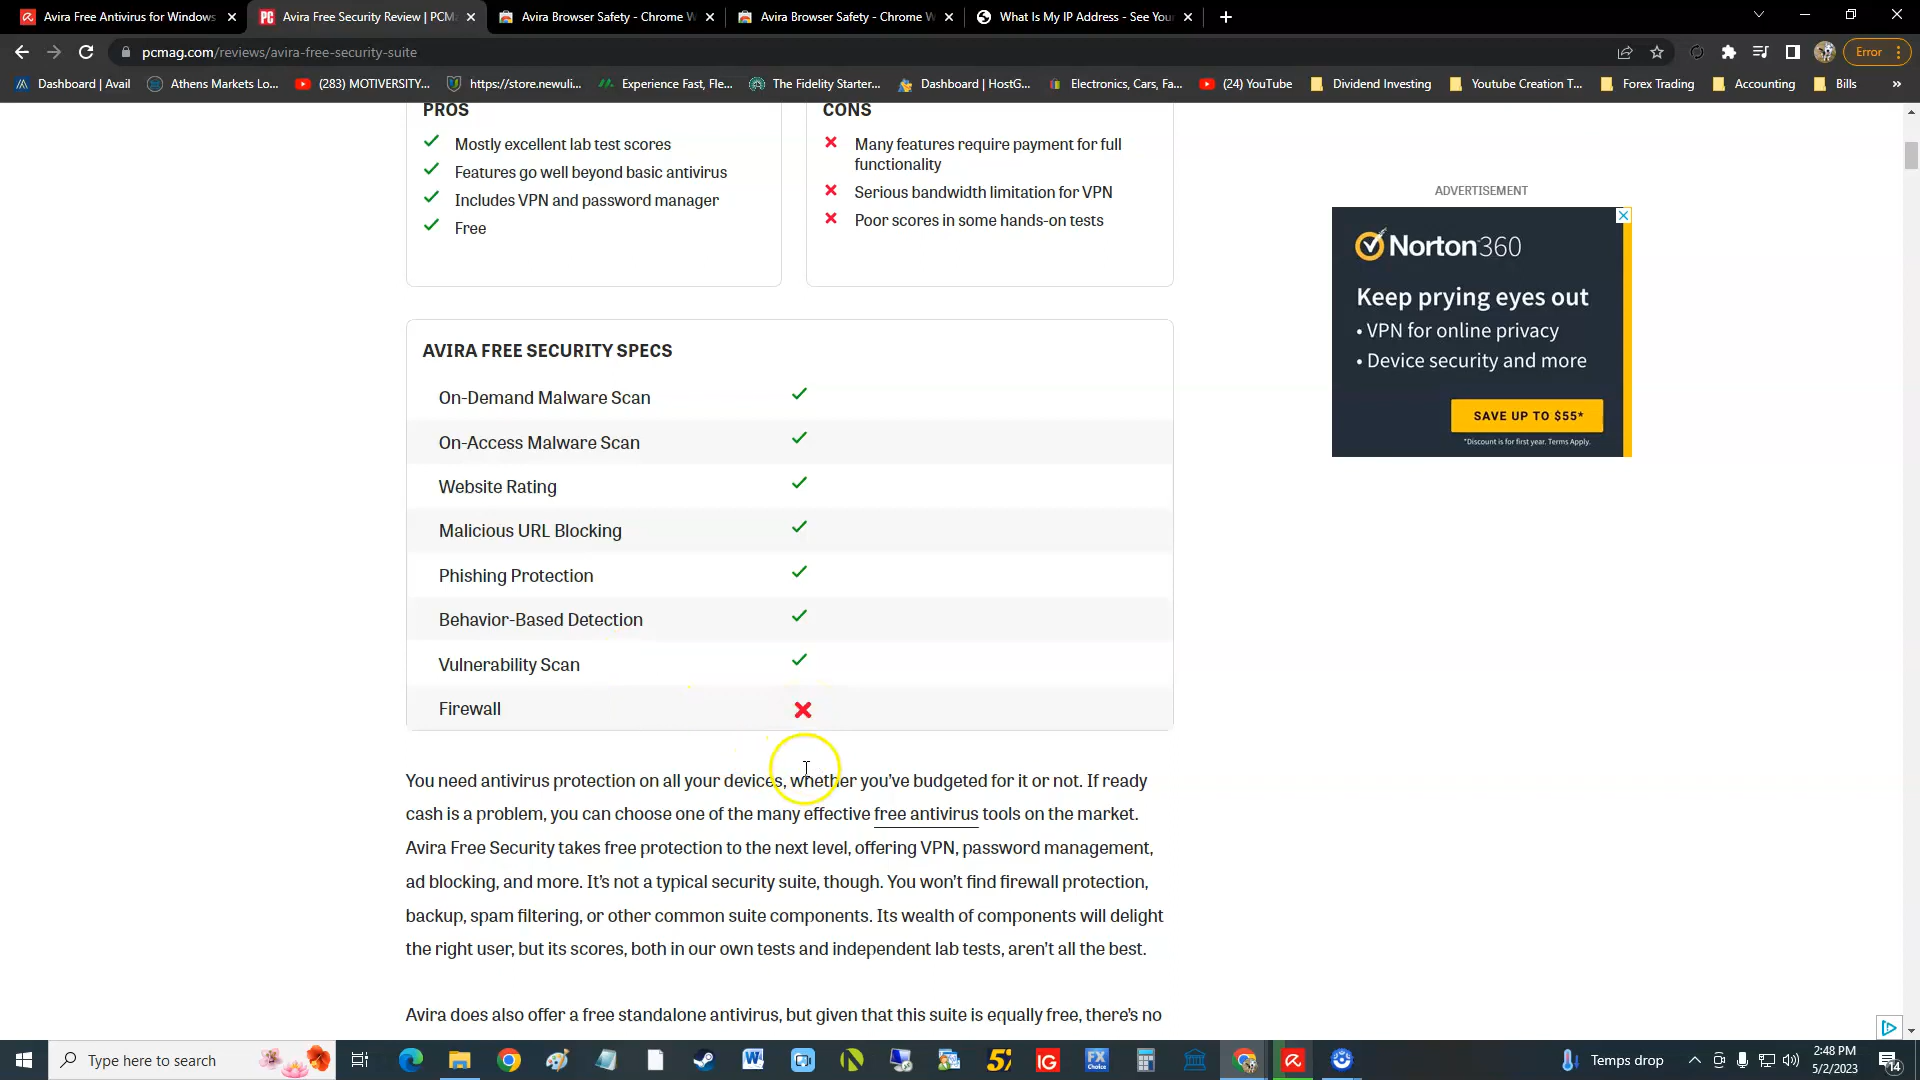 Avira Free Antivirus for Windows
Avira Free Security Review | PCMa
Avira Browser Safety - Chrome W
Avira Browser Safety - Chrome W
What Is My IP Address - See You
pcmag.com/reviews/avira-free-security-suite
Error
Dashboard | Avail
Athens Markets Lo...
(283) MOTIVERSITY...
https://store.newuli...
Experience Fast, Fle...
The Fidelity Starter...
Dashboard | HostG...
Electronics, Cars, Fa...
(24) YouTube
Dividend Investing
Youtube Creation T...
Forex Trading
Accounting
Bills
»
PROS
Mostly excellent lab test scores
Features go well beyond basic antivirus
Includes VPN and password manager
Free
CONS
Many features require payment for full
functionality
Serious bandwidth limitation for VPN
Poor scores in some hands-on tests
ADVERTISEMENT
Norton 360
Keep prying eyes out
• VPN for online privacy
• Device security and more
SAVE UP TO $55*
*Discount is for first year. Terms Apply.
AVIRA FREE SECURITY SPECS
On-Demand Malware Scan
On-Access Malware Scan
Website Rating
Malicious URL Blocking
Phishing Protection
Behavior-Based Detection
Vulnerability Scan
Firewall
You need antivirus protection on all your devices, whether you've budgeted for it or not. If ready
cash is a problem, you can choose one of the many effective free antivirus tools on the market.
Avira Free Security takes free protection to the next level, offering VPN, password management,
ad blocking, and more. It's not a typical security suite, though. You won't find firewall protection,
backup, spam filtering, or other common suite components. Its wealth of components will delight
the right user, but its scores, both in our own tests and independent lab tests, aren't all the best.
Avira does also offer a free standalone antivirus, but given that this suite is equally free, there's no
Type here to search
Temps drop
2:48 PM
5/2/2023
14